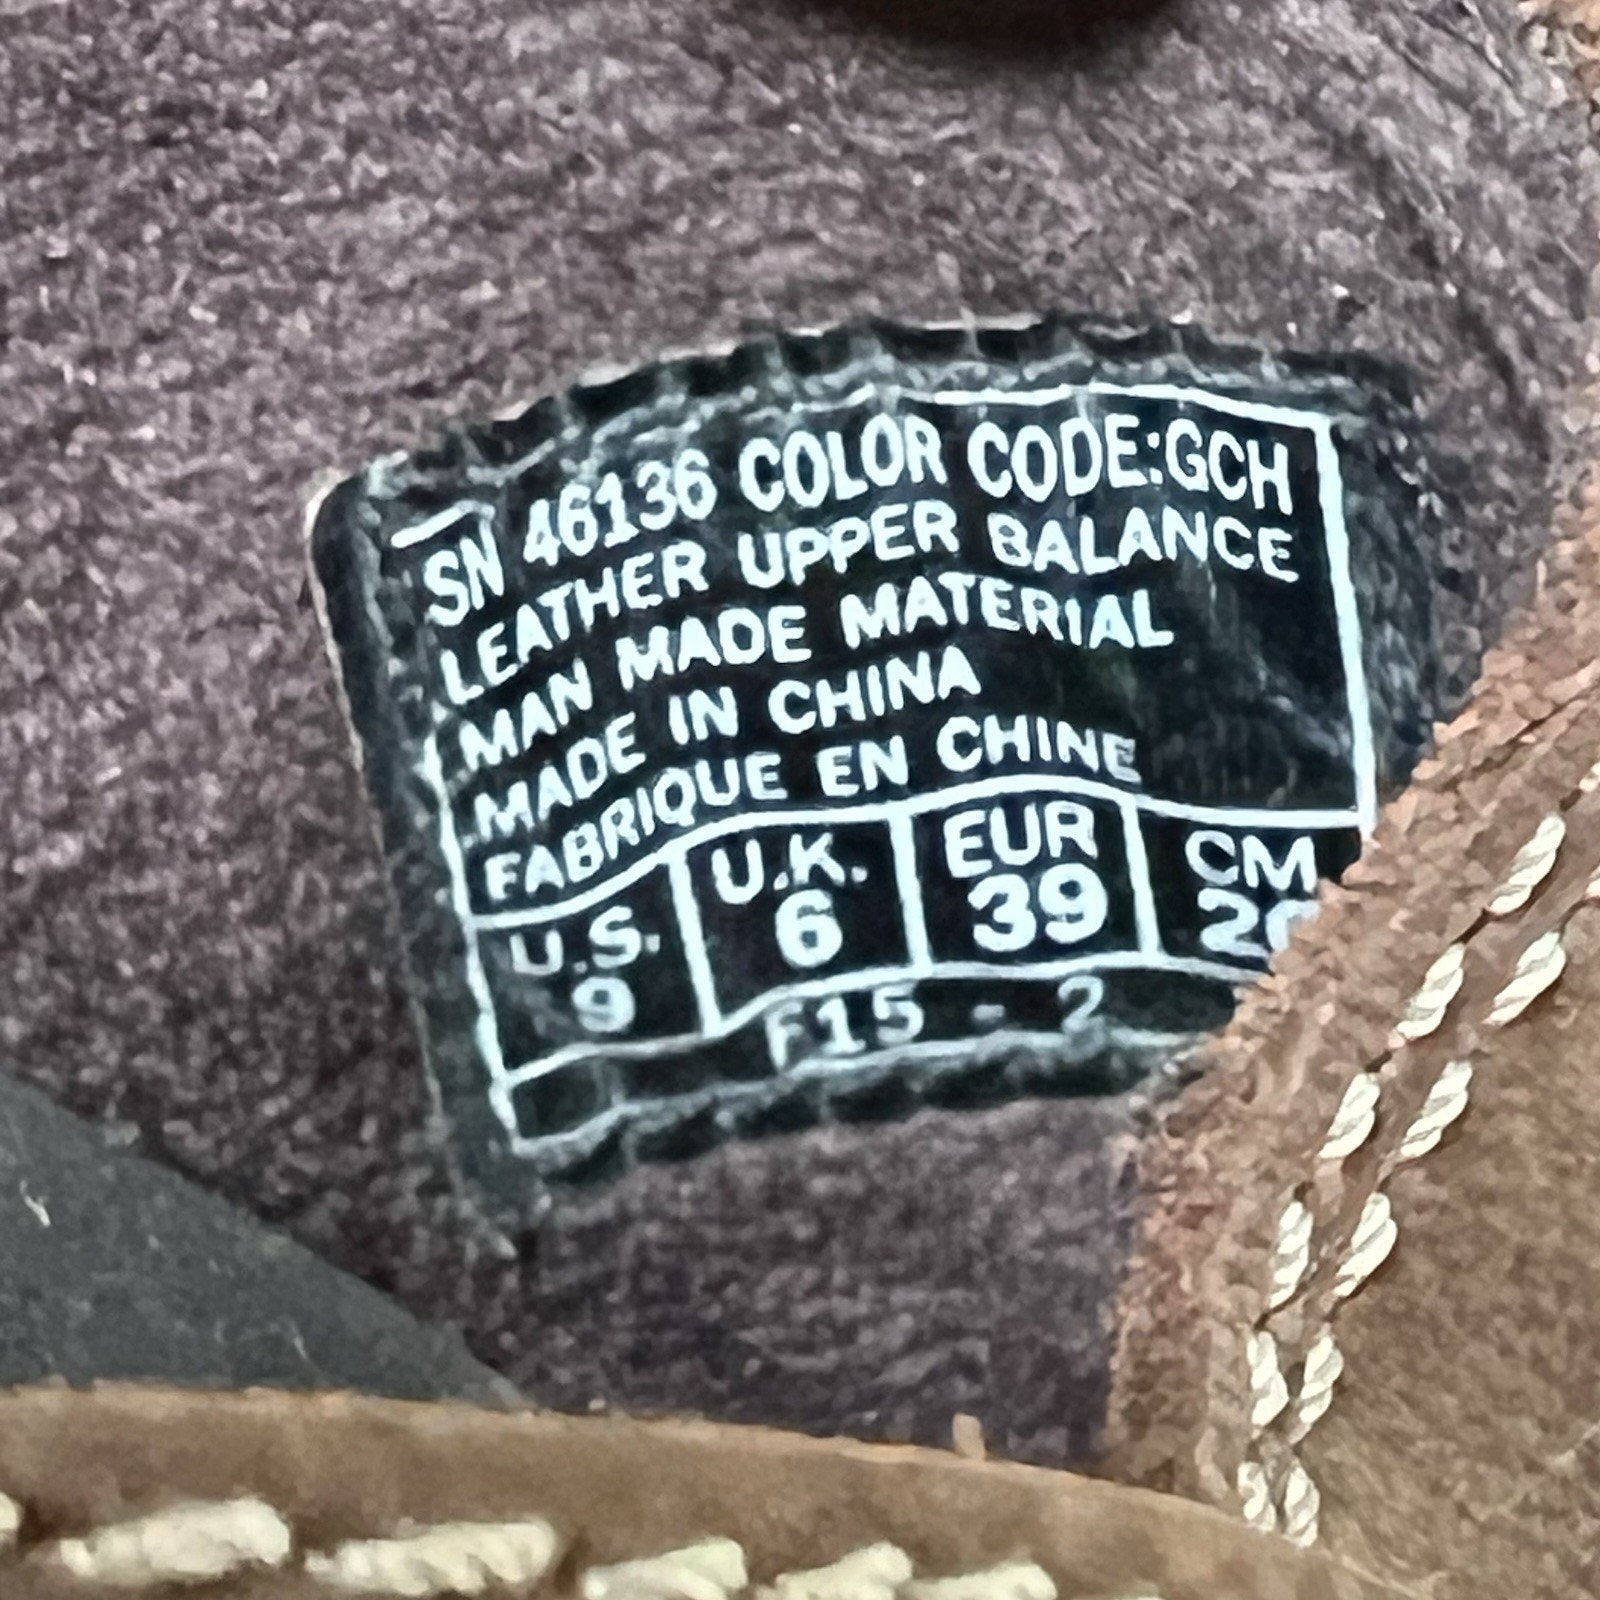 SN 46136 COLOR CODE:GCH
LEATHER UPPER BALANCE
MAN MADE MATERIAL
MADE IN CHINA
FABRIQUE EN CHINE
U.S. U.K. EUR CM
9 6 39
F15 - 2